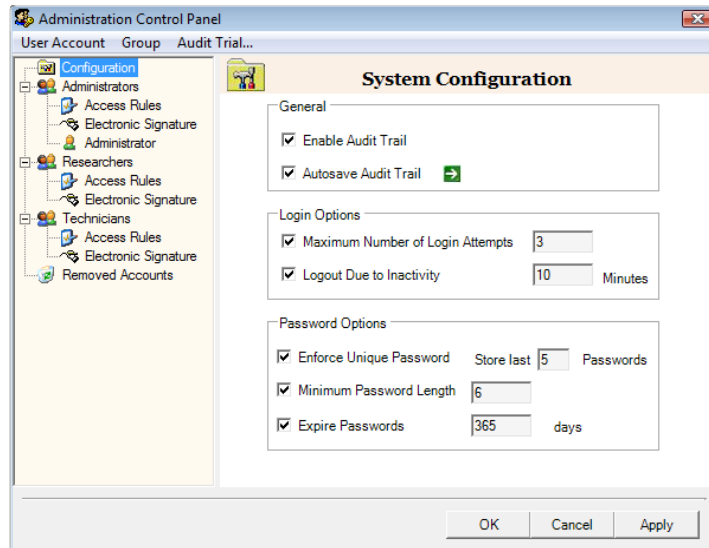 Administration Control Panel
User Account Group Audit Trial...
Configuration
Administrators
Access Rules
Electronic Signature
Administrator
Researchers
Access Rules
Electronic Signature
Technicians
Access Rules
Electronic Signature
Removed Accounts
System Configuration
General
Enable Audit Trail
Autosave Audit Trail
Login Options
Maximum Number of Login Attempts 3
Logout Due to Inactivity 10 Minutes
Password Options
Enforce Unique Password Store last 5 Passwords
Minimum Password Length 6
Expire Passwords 365 days
OK Cancel Apply